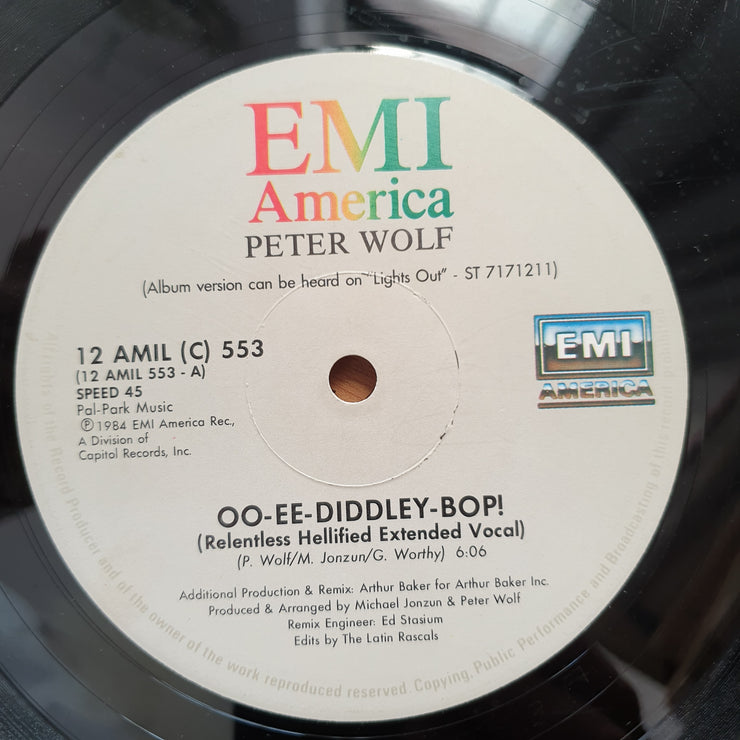 EMI
America
PETER WOLF
(Album version can be heard on "Lights Out" - ST 7171211)
12 AMIL (C) 553
(12 AMIL 553 - A)
SPEED 45
Pal-Park Music
Ⓟ1984 EMI America Rec.,
A Division of
Capitol Records, Inc.
EMI
AMERICA
OO-EE-DIDDLEY-BOP!
(Relentless Hellified Extended Vocal)
(P. Wolf/M. Jonzun/G. Worthy) 6:06
Additional Production & Remix: Arthur Baker for Arthur Baker Inc.
Produced & Arranged by Michael Jonzun & Peter Wolf
Remix Engineer: Ed Stasium
Edits by The Latin Rascals
All rights of the Record Producer and of the owner of the work reproduced reserved. Copying, Public Performance and Broadcasting of this record